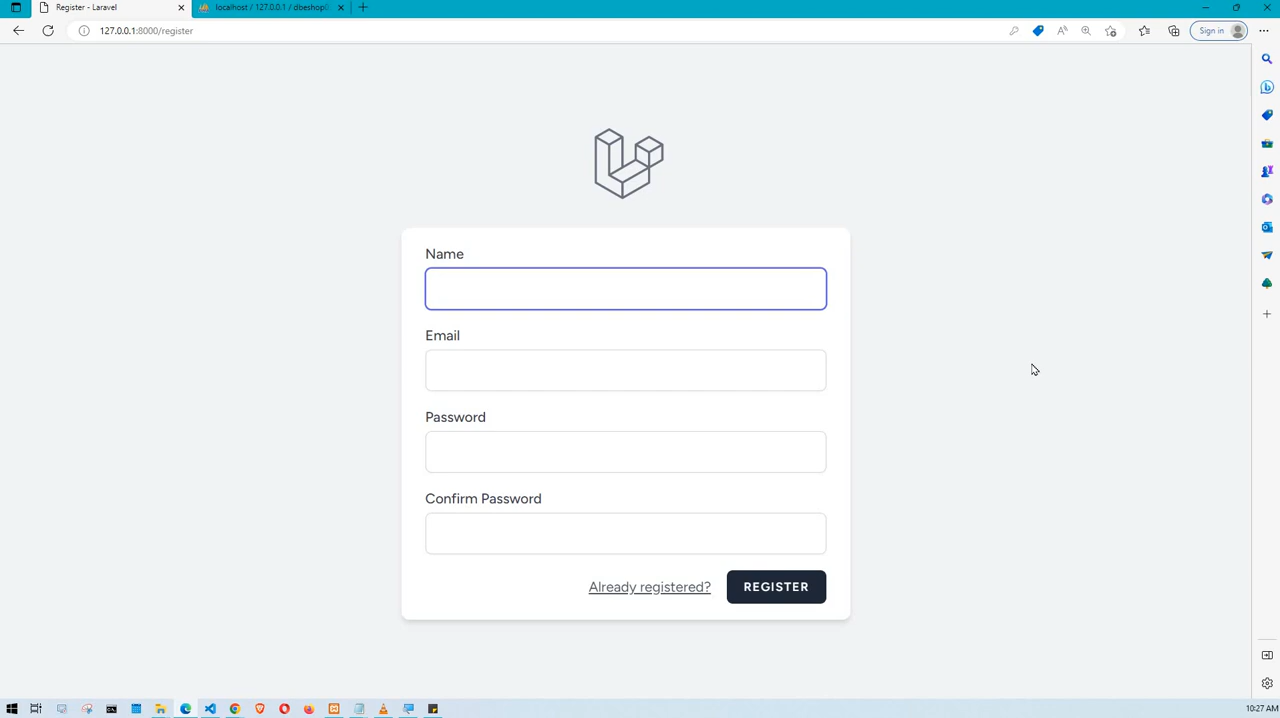 Register - Laravel
localhost / 127.0.0.1 / dbeshop
127.0.0.1:8000/register
Sign in
Name
Email
Password
Confirm Password
Already registered?
REGISTER
10:27 AM